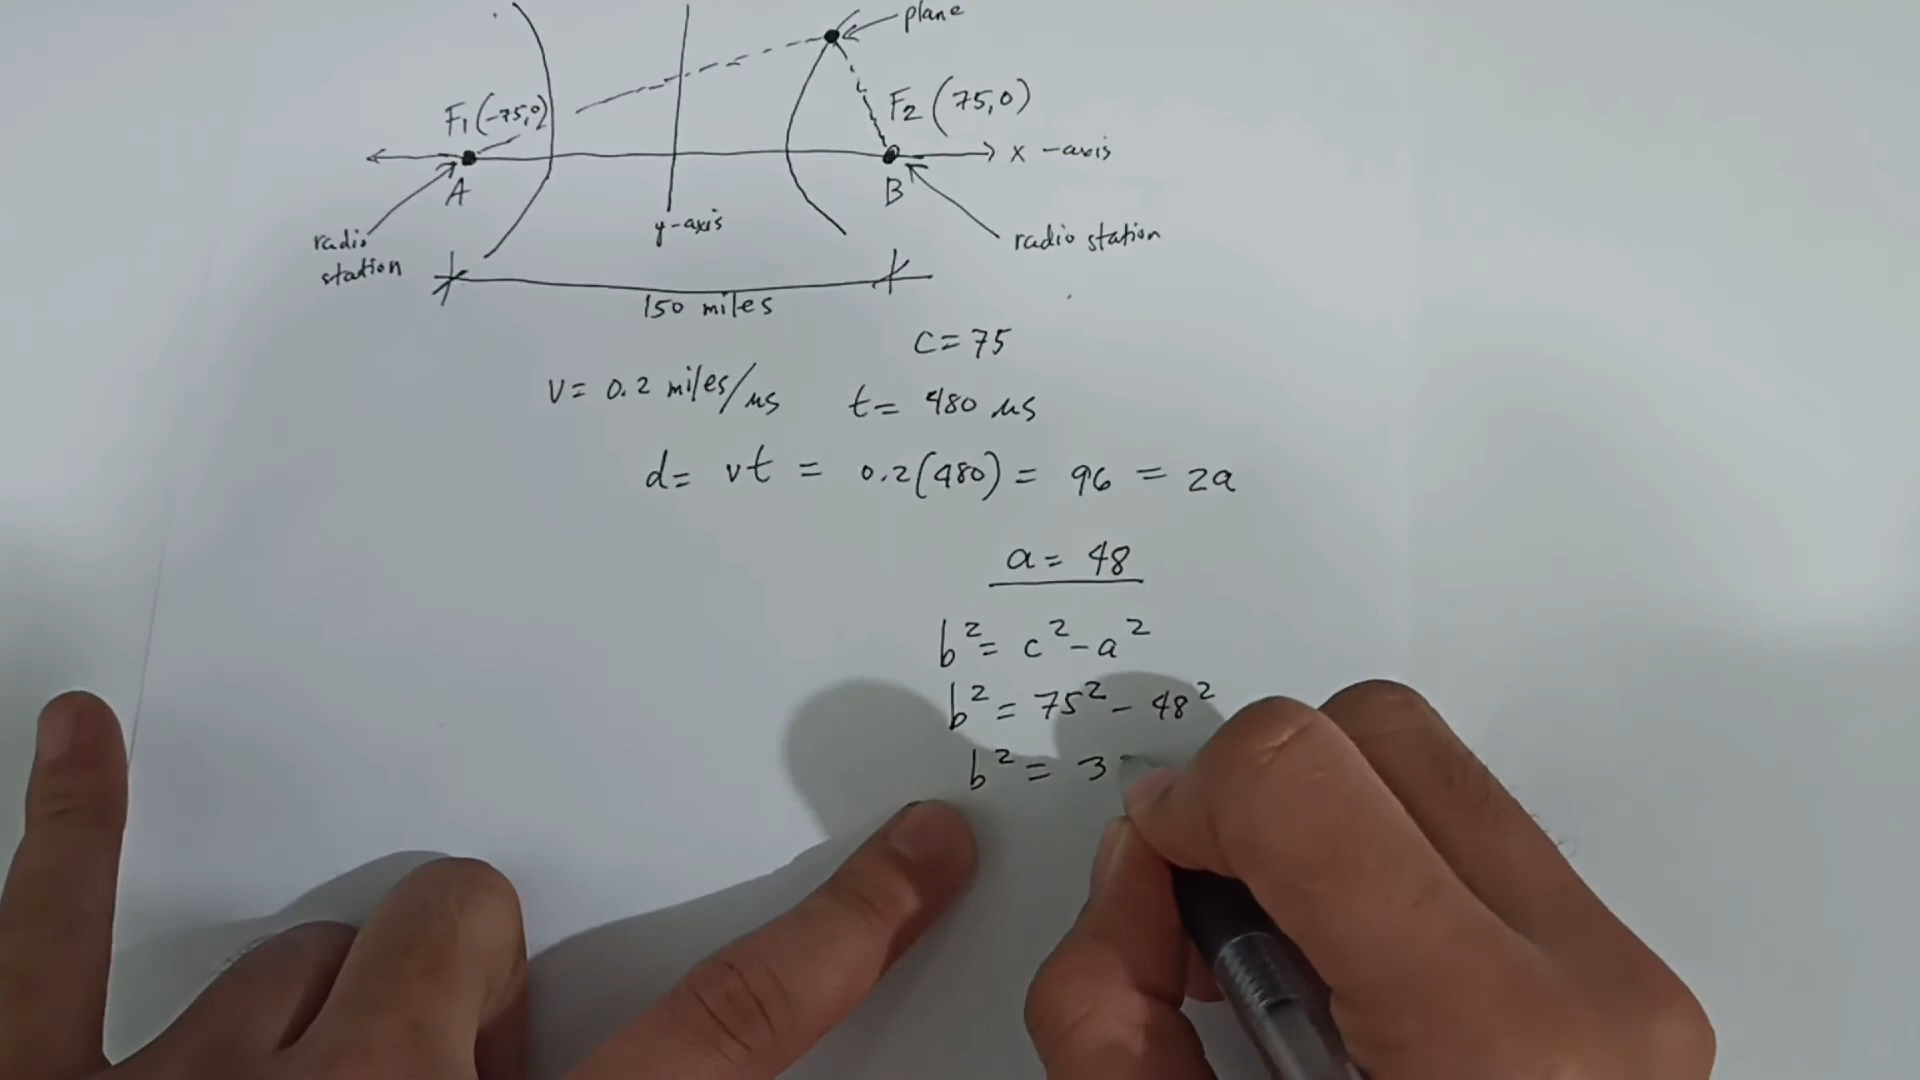 plane
F₁(-75,0)
F₂ (75,0)
x-axis
A
B
y-axis
radio
station
radio station
150 miles
c=75
v= 0.2 miles/μs
t= 480 μs
d= vt = 0.2(480) = 96 = 2a
a= 48
b²= c²-a²
b² = 75² - 48²
b² = 3